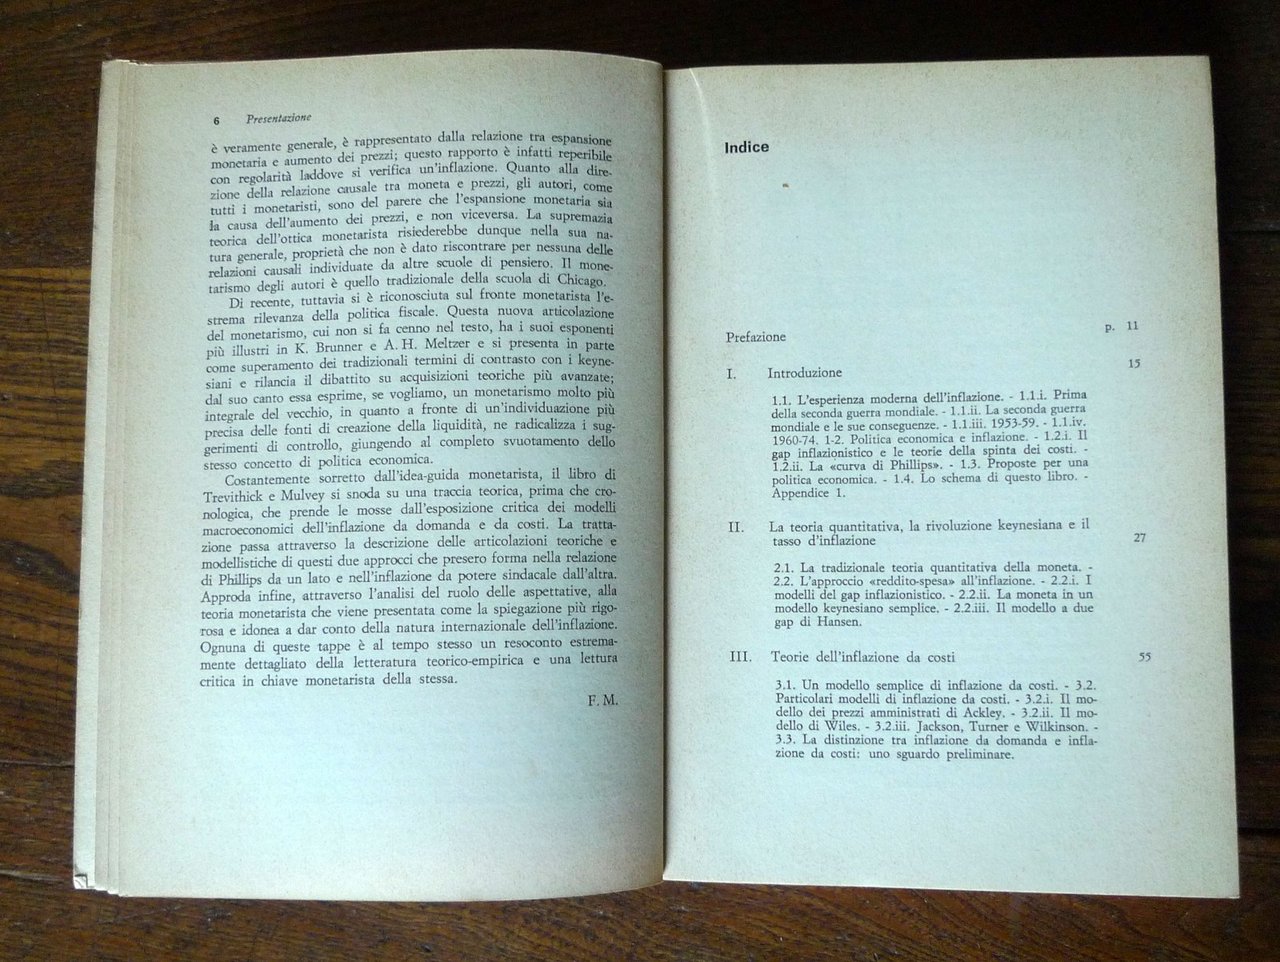 6 Presentazione
è veramente generale, è rappresentato dalla relazione tra espansione
monetaria e aumento dei prezzi; questo rapporto è infatti reperibile
con regolarità laddove si verifica un'inflazione. Quanto alla dire-
zione della relazione causale tra moneta e prezzi, gli autori, come
tutti i monetaristi, sono del parere che l'espansione monetaria sia
la causa dell'aumento dei prezzi, e non viceversa. La supremazia
teorica dell'ottica monetarista risiederebbe dunque nella sua na-
tura generale, proprietà che non è dato riscontrare per nessuna delle
relazioni causali individuate da altre scuole di pensiero. Il mone-
tarismo degli autori è quello tradizionale della scuola di Chicago.
Di recente, tuttavia si è riconosciuta sul fronte monetarista l'e-
strema rilevanza della politica fiscale. Questa nuova articolazione
del monetarismo, cui non si fa cenno nel testo, ha i suoi esponenti
più illustri in K. Brunner e A. H. Meltzer e si presenta in parte
come superamento dei tradizionali termini di contrasto con i keyne-
siani e rilancia il dibattito su acquisizioni teoriche più avanzate;
dal suo canto essa esprime, se vogliamo, un monetarismo molto più
integrale del vecchio, in quanto a fronte di un'individuazione più
precisa delle fonti di creazione della liquidità, ne radicalizza i sug-
gerimenti di controllo, giungendo al completo svuotamento dello
stesso concetto di politica economica.
Costantemente sorretto dall'idea-guida monetarista, il libro di
Trevithick e Mulvey si snoda su una traccia teorica, prima che cro-
nologica, che prende le mosse dall'esposizione critica dei modelli
macroeconomici dell'inflazione da domanda e da costi. La tratta-
zione passa attraverso la descrizione delle articolazioni teoriche e
modellistiche di questi due approcci che presero forma nella relazione
di Phillips da un lato e nell'inflazione da potere sindacale dall'altra.
Approda infine, attraverso l'analisi del ruolo delle aspettative, alla
teoria monetarista che viene presentata come la spiegazione più rigo-
rosa e idonea a dar conto della natura internazionale dell'inflazione.
Ognuna di queste tappe è al tempo stesso un resoconto estrema-
mente dettagliato della letteratura teorico-empirica e una lettura
critica in chiave monetarista della stessa.
F. M.
Indice
Prefazione p. 11
I. Introduzione 15
1.1. L'esperienza moderna dell'inflazione. - 1.1.i. Prima
della seconda guerra mondiale. - 1.1.ii. La seconda guerra
mondiale e le sue conseguenze. - 1.1.iii. 1953-59. - 1.1.iv.
1960-74. 1-2. Politica economica e inflazione. - 1.2.i. Il
gap inflazionistico e le teorie della spinta dei costi. -
1.2.ii. La «curva di Phillips». - 1.3. Proposte per una
politica economica. - 1.4. Lo schema di questo libro. -
Appendice 1.
II. La teoria quantitativa, la rivoluzione keynesiana e il
tasso d'inflazione 27
2.1. La tradizionale teoria quantitativa della moneta. -
2.2. L'approccio «reddito-spesa» all'inflazione. - 2.2.i. I
modelli del gap inflazionistico. - 2.2.ii. La moneta in un
modello keynesiano semplice. - 2.2.iii. Il modello a due
gap di Hansen.
III. Teorie dell'inflazione da costi 55
3.1. Un modello semplice di inflazione da costi. - 3.2.
Particolari modelli di inflazione da costi. - 3.2.i. Il mo-
dello dei prezzi amministrati di Ackley. - 3.2.ii. Il mo-
dello di Wiles. - 3.2.iii. Jackson, Turner e Wilkinson. -
3.3. La distinzione tra inflazione da domanda e infla-
zione da costi: uno sguardo preliminare.